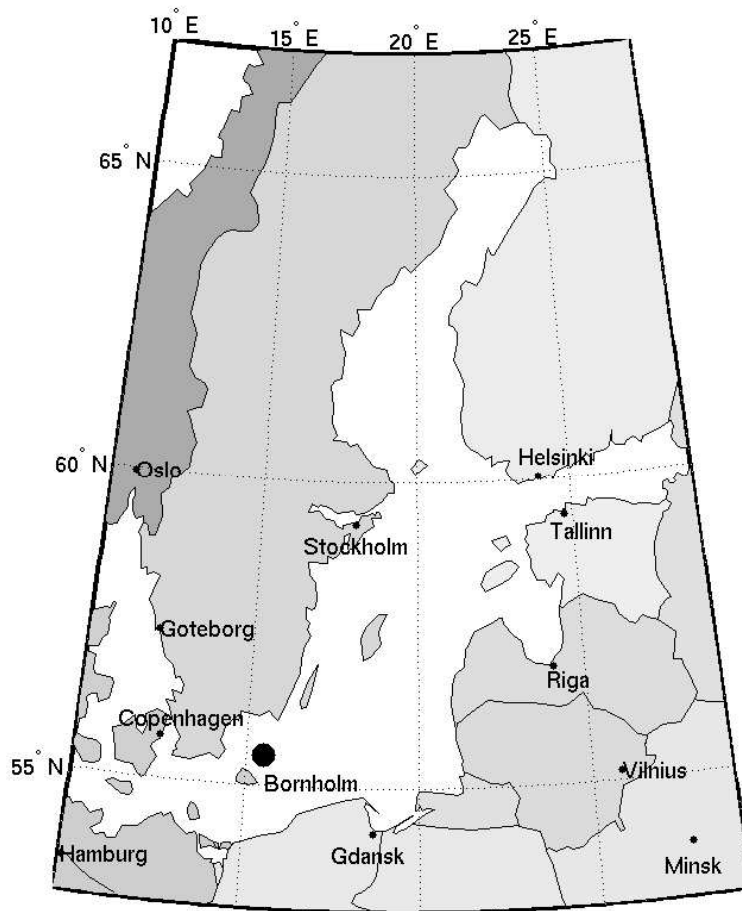 10° E
15° E
20° E
25° E
65° N
60° N
Oslo
Helsinki
Tallinn
Stockholm
Goteborg
Riga
Copenhagen
55° N
Bornholm
Vilnius
Hamburg
Gdansk
Minsk